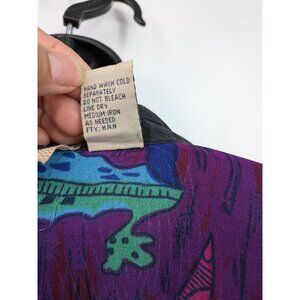 HAND WASH COLD
SEPARATELY
DO NOT BLEACH
LINE DRY
MEDIUM IRON
AS NEEDED
FTY: H.N.H